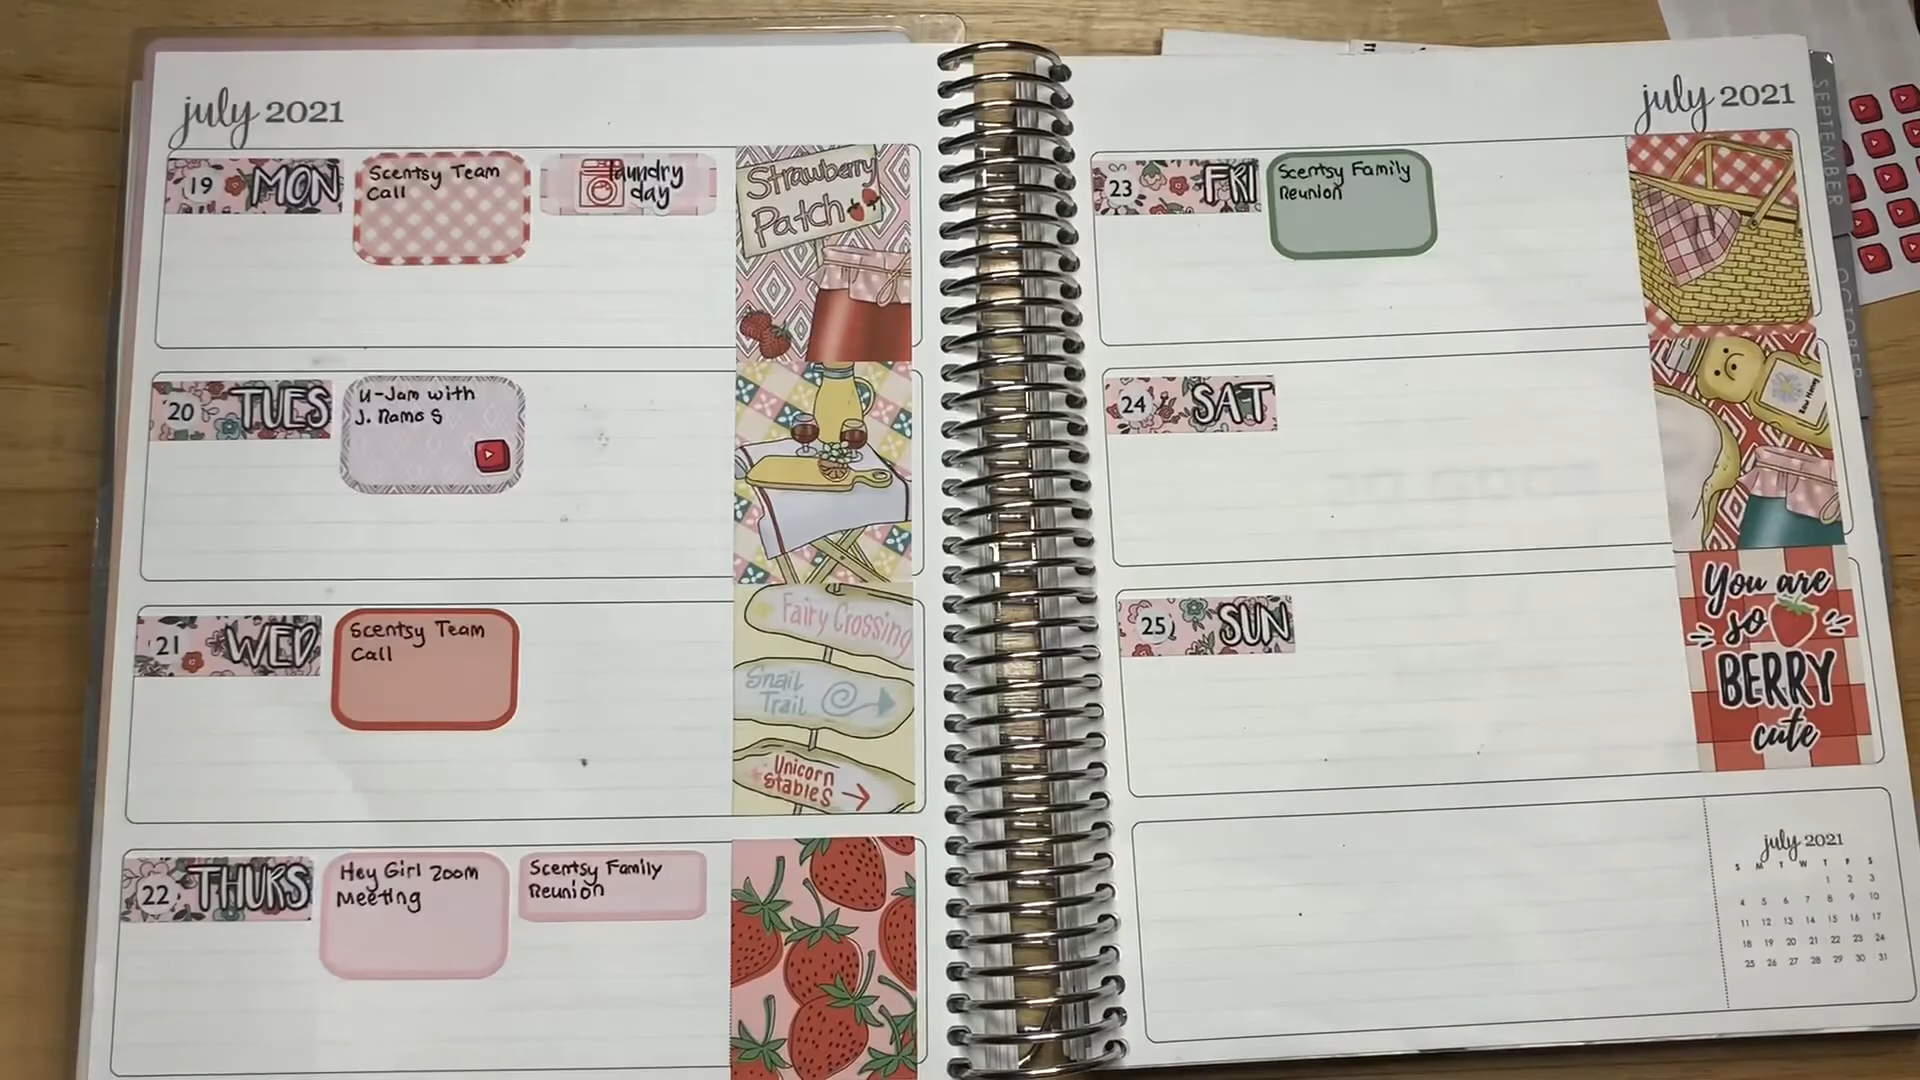 july 2021
19 MON
Scentsy Team
Call
laundry
day
Strawberry
Patch
20 TUES
U-Jam with
J. Ramos
21 WED
Scentsy Team
Call
Fairy Crossing
Snail
Trail
Unicorn
Stables
22 THURS
Hey Girl Zoom
Meeting
Scentsy Family
Reunion
july 2021
23 FRI
Scentsy Family
Reunion
24 SAT
Raw Honey
25 SUN
You are
so
BERRY
cute
july 2021
S M T W T F S
1 2 3
4 5 6 7 8 9 10
11 12 13 14 15 16 17
18 19 20 21 22 23 24
25 26 27 28 29 30 31
SEPTEMBER
OCTOBER